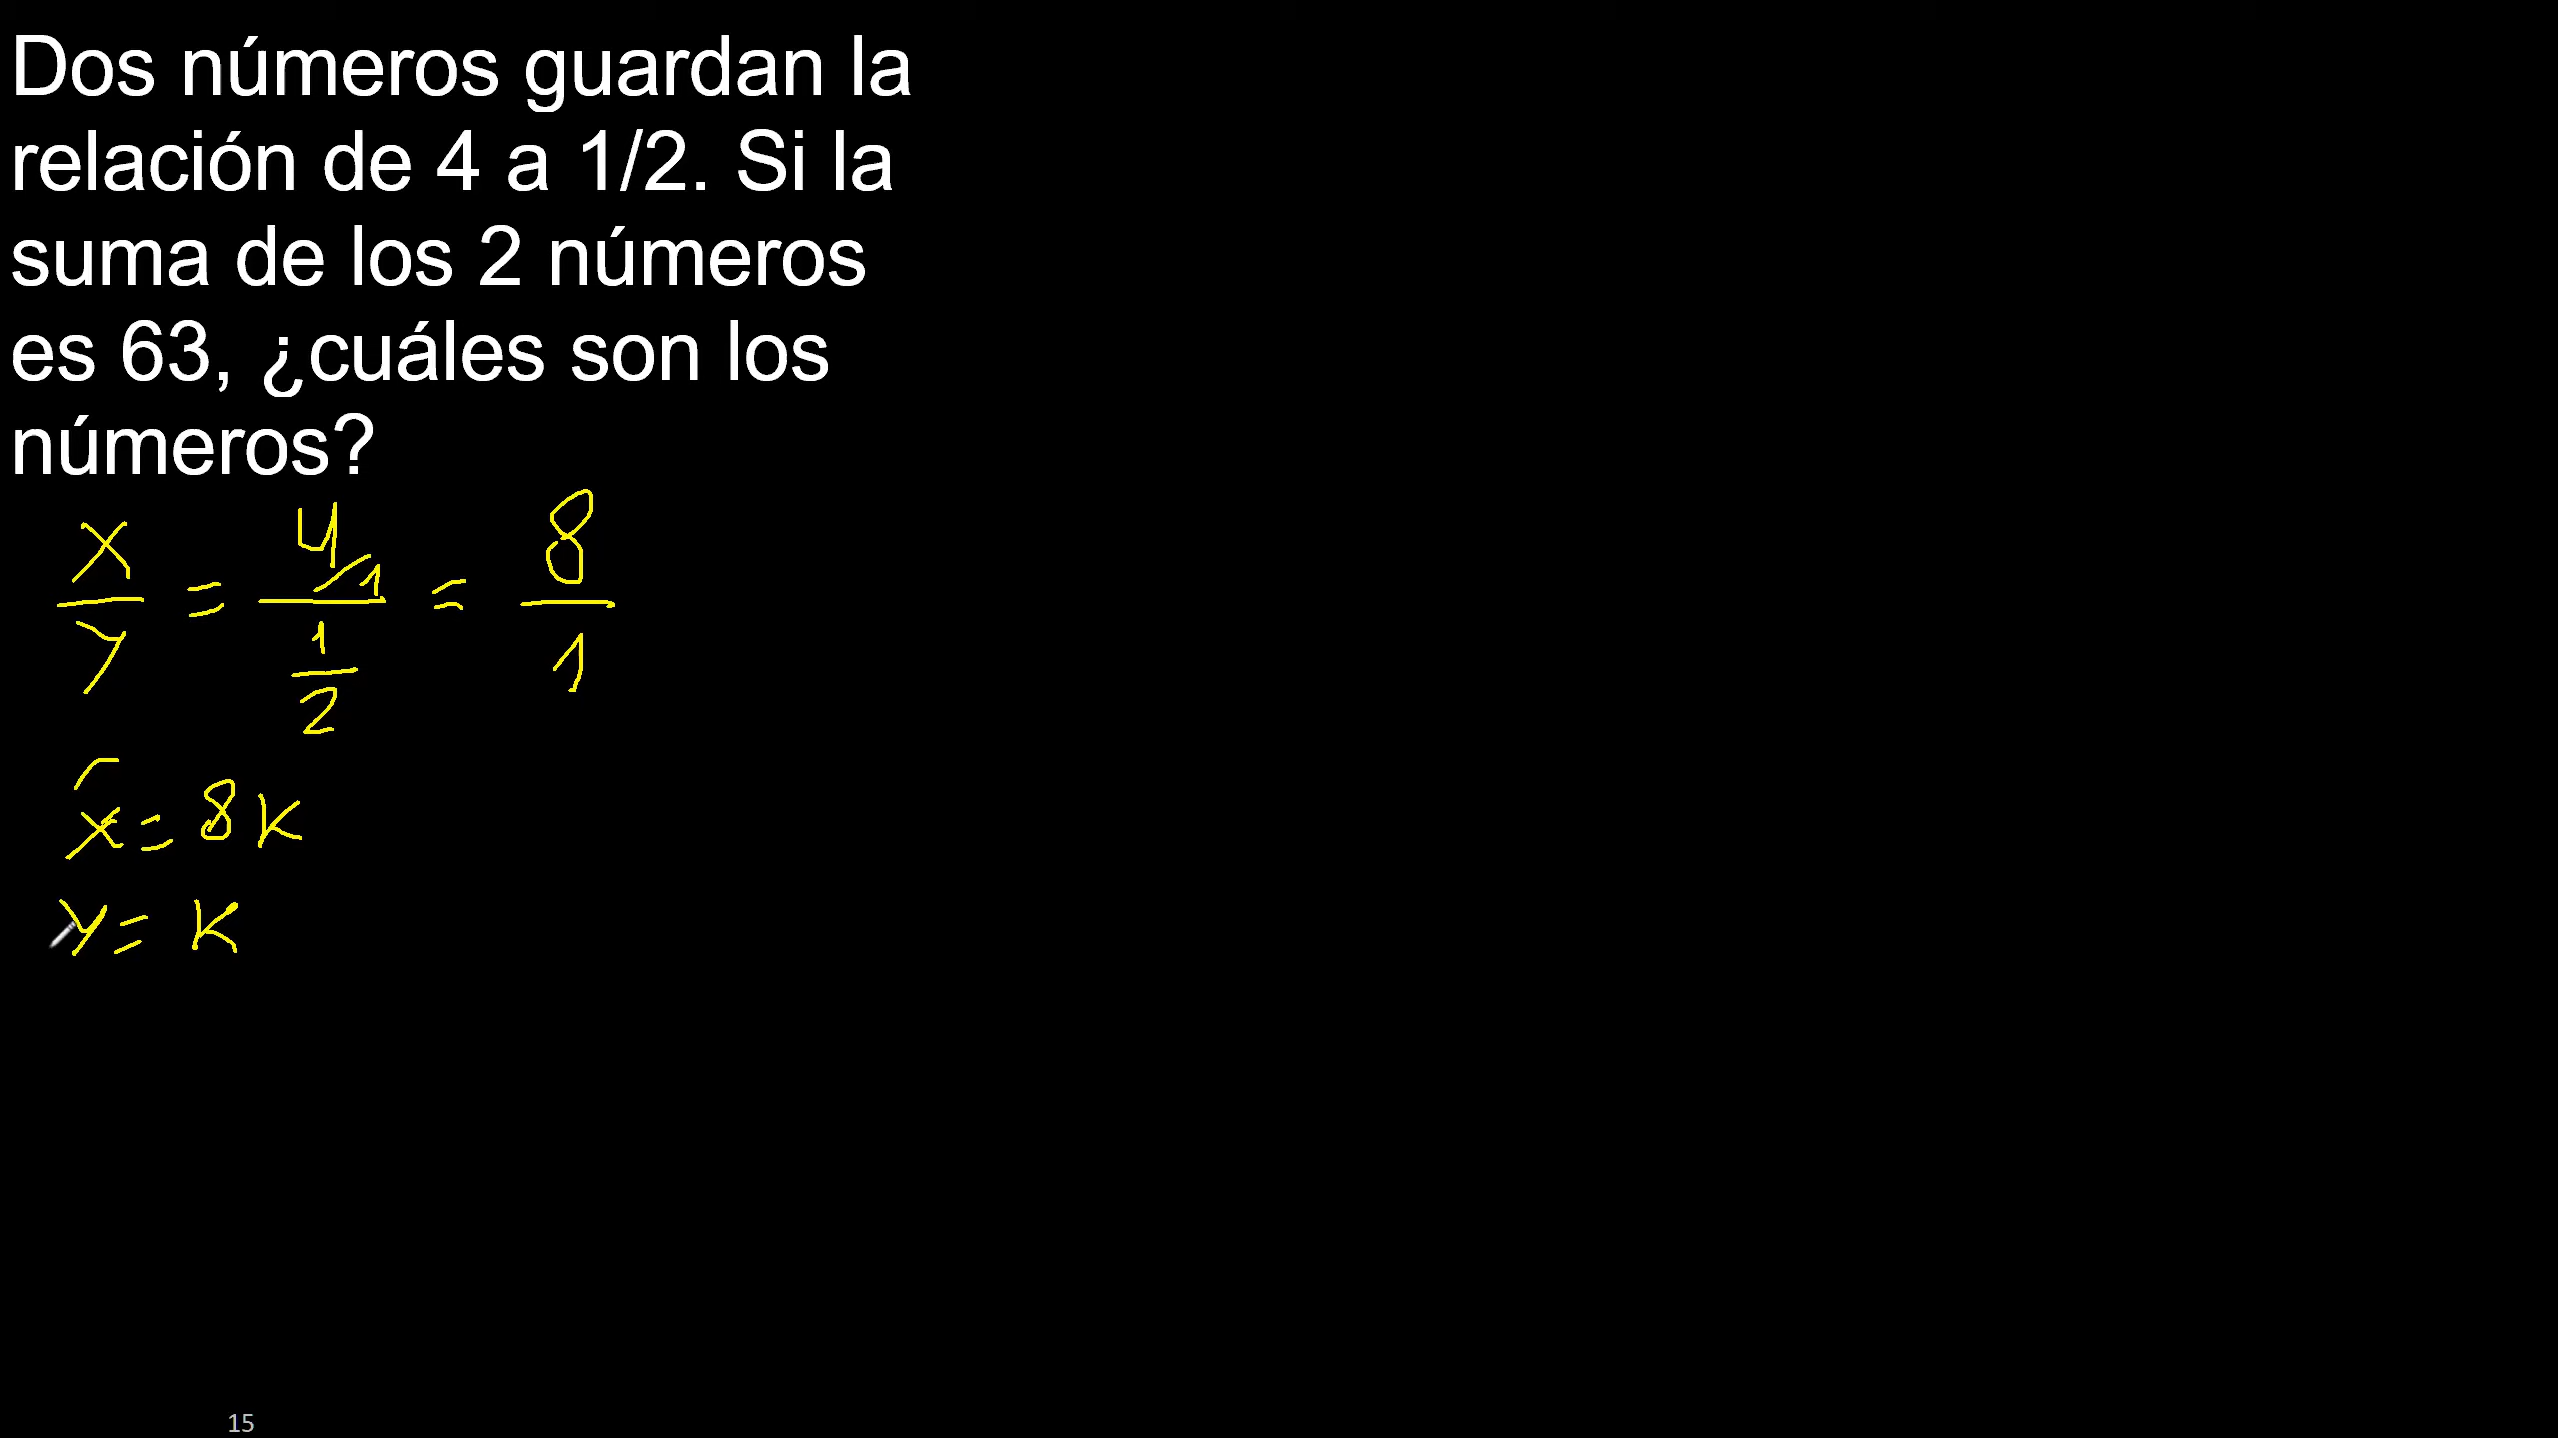 Dos números guardan la
relación de 4 a 1/2. Si la
suma de los 2 números
es 63, ¿cuáles son los
números?
x/y = (4/1)/(1/2) = 8/1
x = 8K
y = K
15